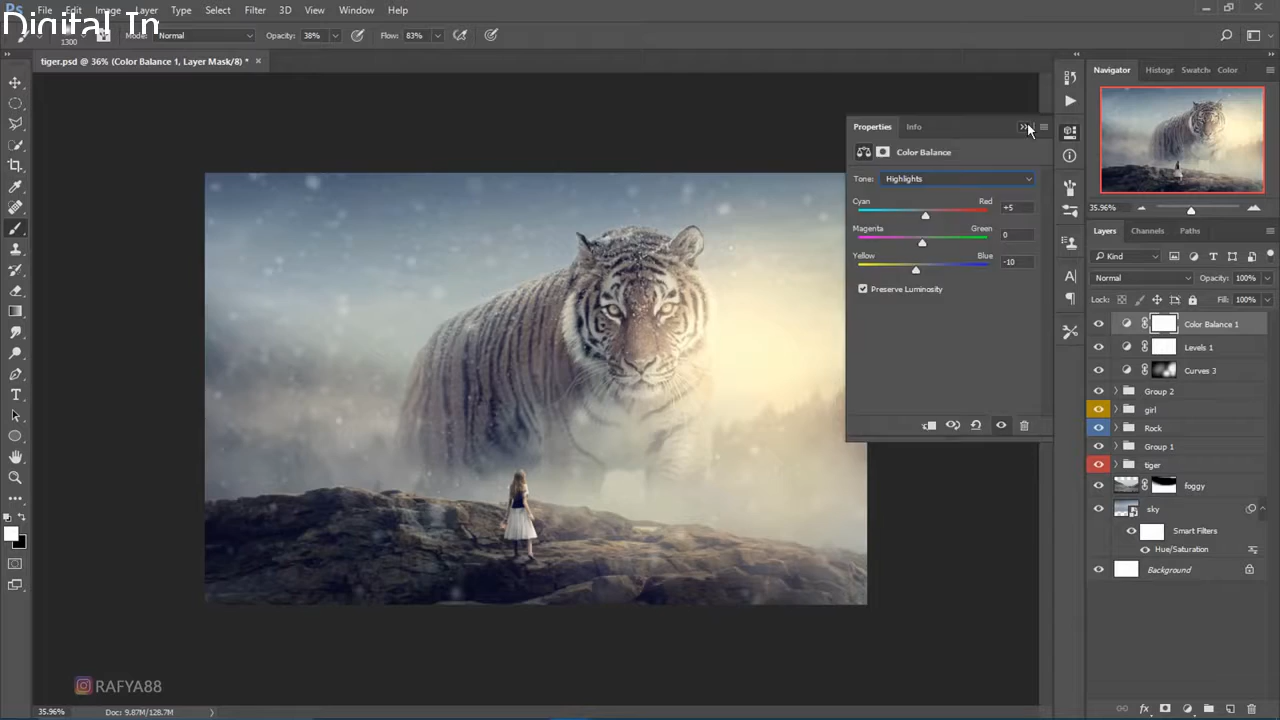 Ps File Edit Image Layer Type Select Filter 3D View Window Help
Digital Im
1300 Mode: Normal Opacity: 38% Flow: 83%
tiger.psd @ 36% (Color Balance 1, Layer Mask/8) * ×
Properties Info
Color Balance
Tone: Highlights
Cyan Red +5
Magenta Green 0
Yellow Blue -10
Preserve Luminosity
Navigator Histogr Swatch Color
35.96%
Layers Channels Paths
Kind
Normal Opacity: 100%
Lock: Fill: 100%
Color Balance 1
Levels 1
Curves 3
Group 2
girl
Rock
Group 1
tiger
foggy
sky
Smart Filters
Hue/Saturation
Background
RAFYA88
35.96% Doc: 9.87M/128.7M